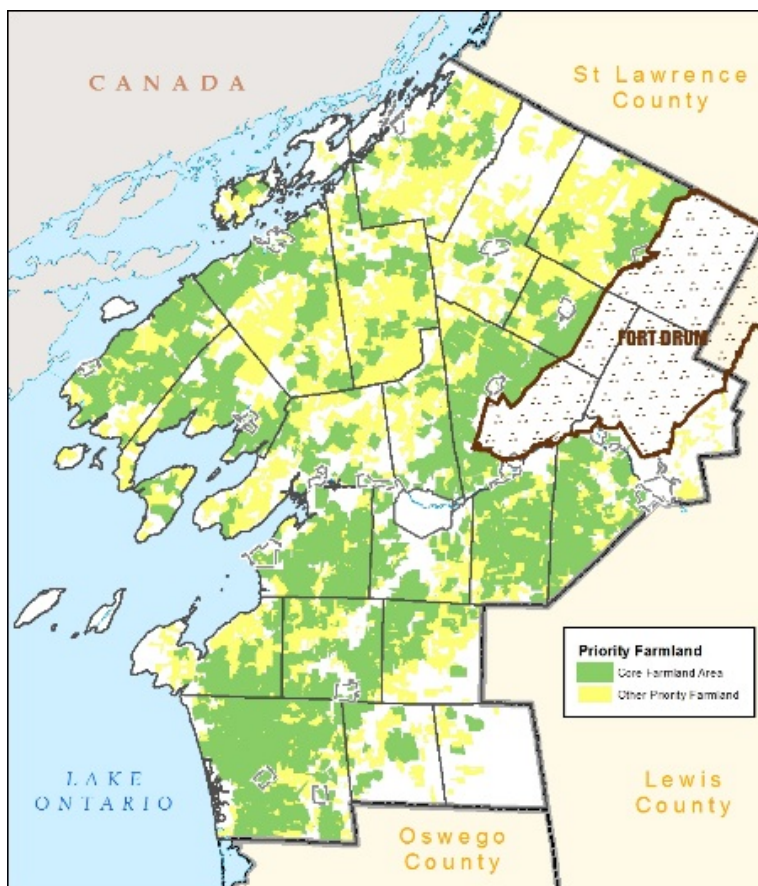 CANADA
St Lawrence
County
FORT DRUM
Priority Farmland
Core Farmland Area
Other Priority Farmland
LAKE
ONTARIO
Lewis
County
Oswego
County